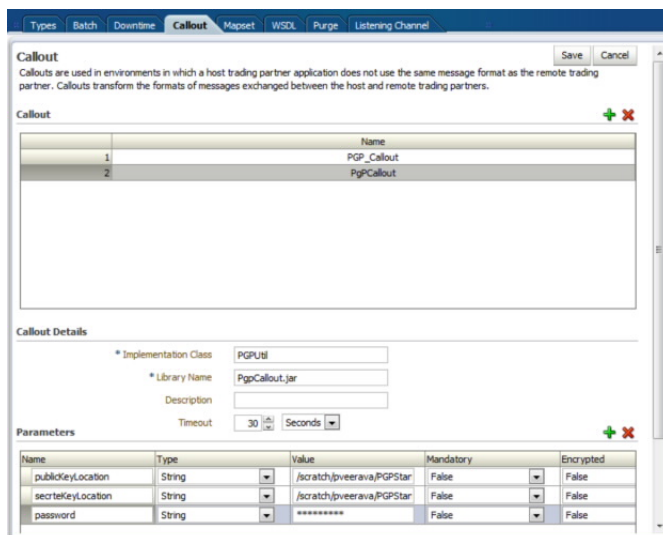 Types Batch Downtime Callout Mapset WSDL Purge Listening Channel
Callout Save Cancel
Callouts are used in environments in which a host trading partner application does not use the same message format as the remote trading
partner. Callouts transform the formats of messages exchanged between the host and remote trading partners.
Callout
Name
1 PGP_Callout
2 PgPCallout
Callout Details
* Implementation Class PGPUtil
* Library Name PgpCallout.jar
Description
Timeout 30 Seconds
Parameters
Name Type Value Mandatory Encrypted
publicKeyLocation String /scratch/pveerava/PGPStar False False
secrteKeyLocation String /scratch/pveerava/PGPStar False False
password String ********* False False